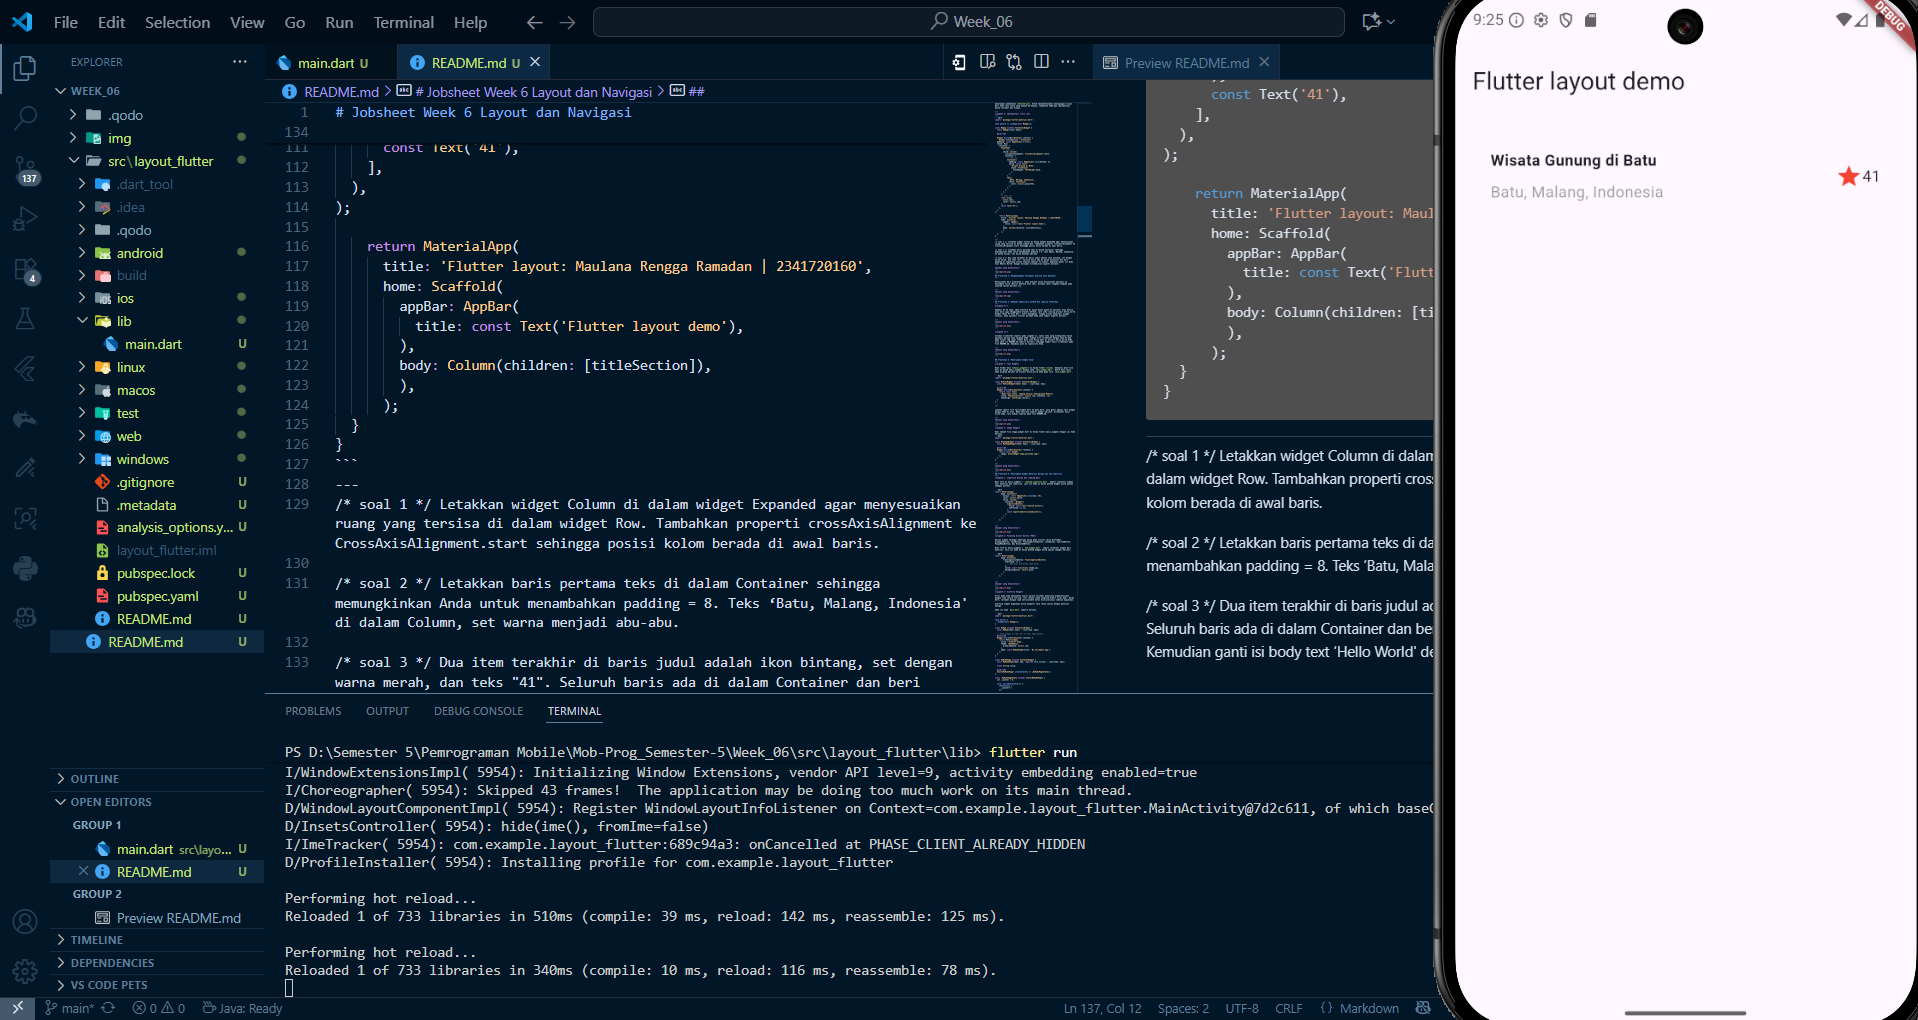 File Edit Selection View Go Run Terminal Help
Week_06
EXPLORER
WEEK_06
.qodo
img
src\layout_flutter
.dart_tool
.idea
.qodo
android
build
ios
lib
main.dart U
linux
macos
test
web
windows
.gitignore U
.metadata U
analysis_options.y... U
layout_flutter.iml
pubspec.lock U
pubspec.yaml U
README.md U
README.md U
OUTLINE
OPEN EDITORS
GROUP 1
main.dart src\layo... U
README.md U
GROUP 2
Preview README.md
TIMELINE
DEPENDENCIES
VS CODE PETS
137
4
main.dart U
README.md U
README.md > # Jobsheet Week 6 Layout dan Navigasi > ##
1 # Jobsheet Week 6 Layout dan Navigasi
134
111 const Text('41'),
112 ],
113 ),
114 );
115
116 return MaterialApp(
117 title: 'Flutter layout: Maulana Rengga Ramadan | 2341720160',
118 home: Scaffold(
119 appBar: AppBar(
120 title: const Text('Flutter layout demo'),
121 ),
122 body: Column(children: [titleSection]),
123 ),
124 );
125 }
126 }
127 ```
128 ---
129 /* soal 1 */ Letakkan widget Column di dalam widget Expanded agar menyesuaikan
ruang yang tersisa di dalam widget Row. Tambahkan properti crossAxisAlignment ke
CrossAxisAlignment.start sehingga posisi kolom berada di awal baris.
130
131 /* soal 2 */ Letakkan baris pertama teks di dalam Container sehingga
memungkinkan Anda untuk menambahkan padding = 8. Teks ‘Batu, Malang, Indonesia'
di dalam Column, set warna menjadi abu-abu.
132
133 /* soal 3 */ Dua item terakhir di baris judul adalah ikon bintang, set dengan
warna merah, dan teks "41". Seluruh baris ada di dalam Container dan beri
Preview README.md
const Text('41'),
],
),
);
return MaterialApp(
title: 'Flutter layout: Maul
home: Scaffold(
appBar: AppBar(
title: const Text('Flutt
),
body: Column(children: [ti
),
);
}
}
/* soal 1 */ Letakkan widget Column di dalam
dalam widget Row. Tambahkan properti cros
kolom berada di awal baris.
/* soal 2 */ Letakkan baris pertama teks di da
menambahkan padding = 8. Teks ‘Batu, Mala
/* soal 3 */ Dua item terakhir di baris judul ad
Seluruh baris ada di dalam Container dan be
Kemudian ganti isi body text ‘Hello World' de
PROBLEMS OUTPUT DEBUG CONSOLE TERMINAL
PS D:\Semester 5\Pemrograman Mobile\Mob-Prog_Semester-5\Week_06\src\layout_flutter\lib> flutter run
I/WindowExtensionsImpl( 5954): Initializing Window Extensions, vendor API level=9, activity embedding enabled=true
I/Choreographer( 5954): Skipped 43 frames!  The application may be doing too much work on its main thread.
D/WindowLayoutComponentImpl( 5954): Register WindowLayoutInfoListener on Context=com.example.layout_flutter.MainActivity@7d2c611, of which baseC
D/InsetsController( 5954): hide(ime(), fromIme=false)
I/ImeTracker( 5954): com.example.layout_flutter:689c94a3: onCancelled at PHASE_CLIENT_ALREADY_HIDDEN
D/ProfileInstaller( 5954): Installing profile for com.example.layout_flutter
Performing hot reload...
Reloaded 1 of 733 libraries in 510ms (compile: 39 ms, reload: 142 ms, reassemble: 125 ms).
Performing hot reload...
Reloaded 1 of 733 libraries in 340ms (compile: 10 ms, reload: 116 ms, reassemble: 78 ms).
main* 0 0 Java: Ready
Ln 137, Col 12 Spaces: 2 UTF-8 CRLF {} Markdown
9:25
DEBUG
Flutter layout demo
Wisata Gunung di Batu
Batu, Malang, Indonesia
41